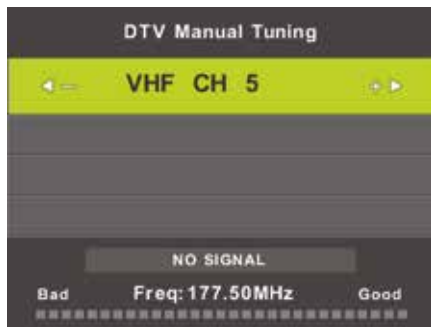 DTV Manual Tuning
VHF CH 5
NO SIGNAL
Bad Freq:177.50MHz Good